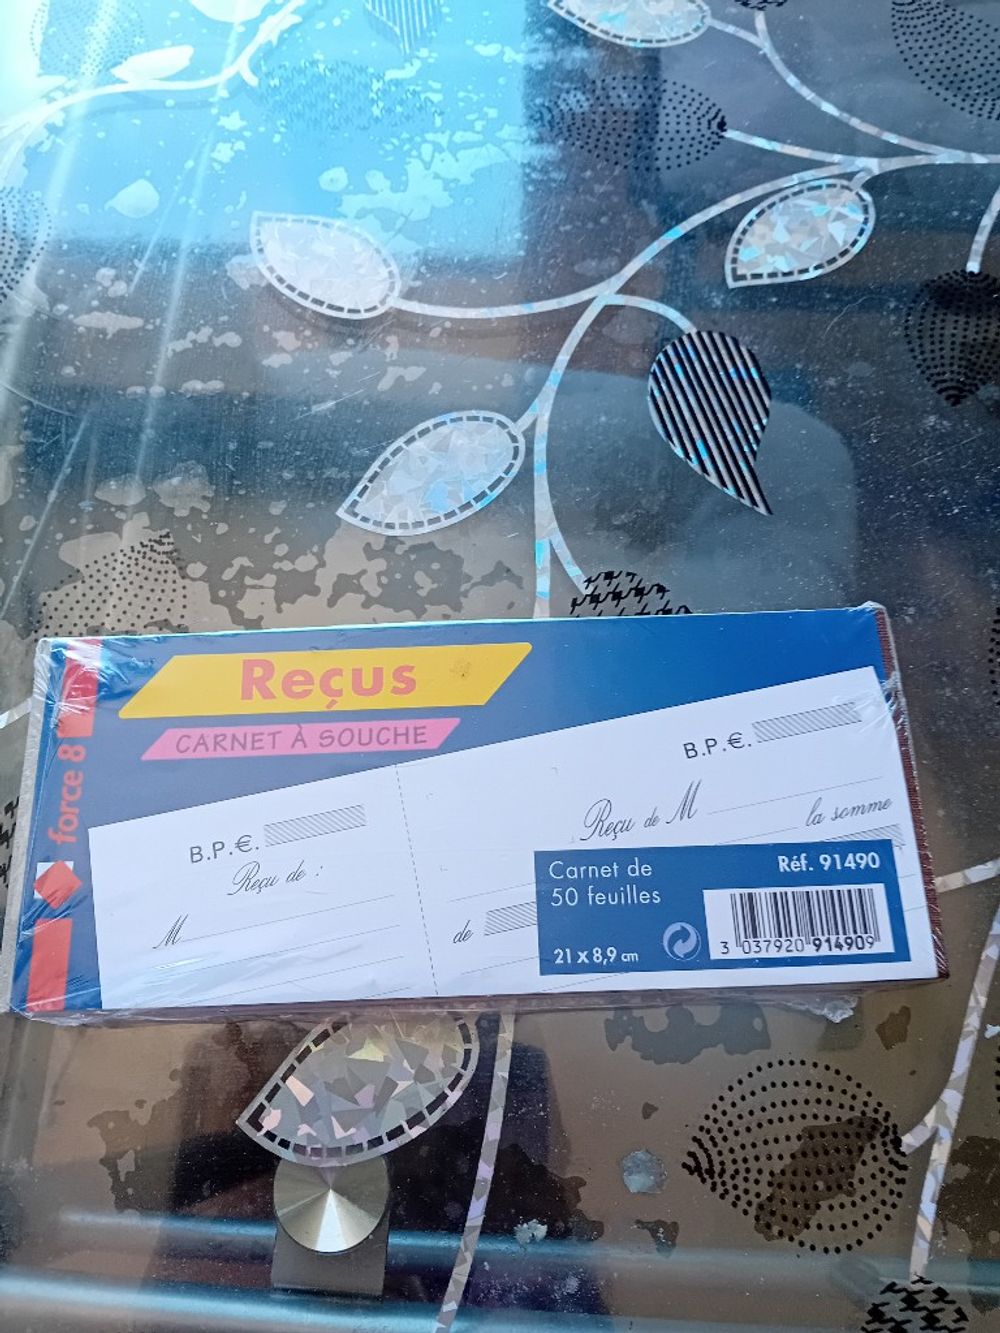 Reçus
CARNET À SOUCHE
force 8
B.P.€.
Reçu de :
M
B.P.€.
Reçu de M
la somme
de
Carnet de
50 feuilles
21 x 8,9 cm
Réf. 91490
3 037920 914909